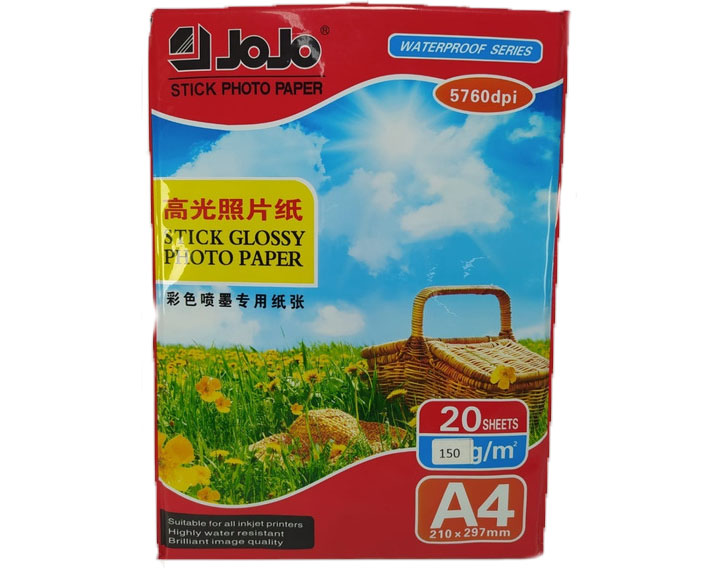 JOJO®
STICK PHOTO PAPER
WATERPROOF SERIES
5760dpi
高光照片纸
STICK GLOSSY
PHOTO PAPER
彩色喷墨专用纸张
20 SHEETS
150 g/m²
A4
210×297mm
Suitable for all inkjet printers
Highly water resistant
Brilliant image quality